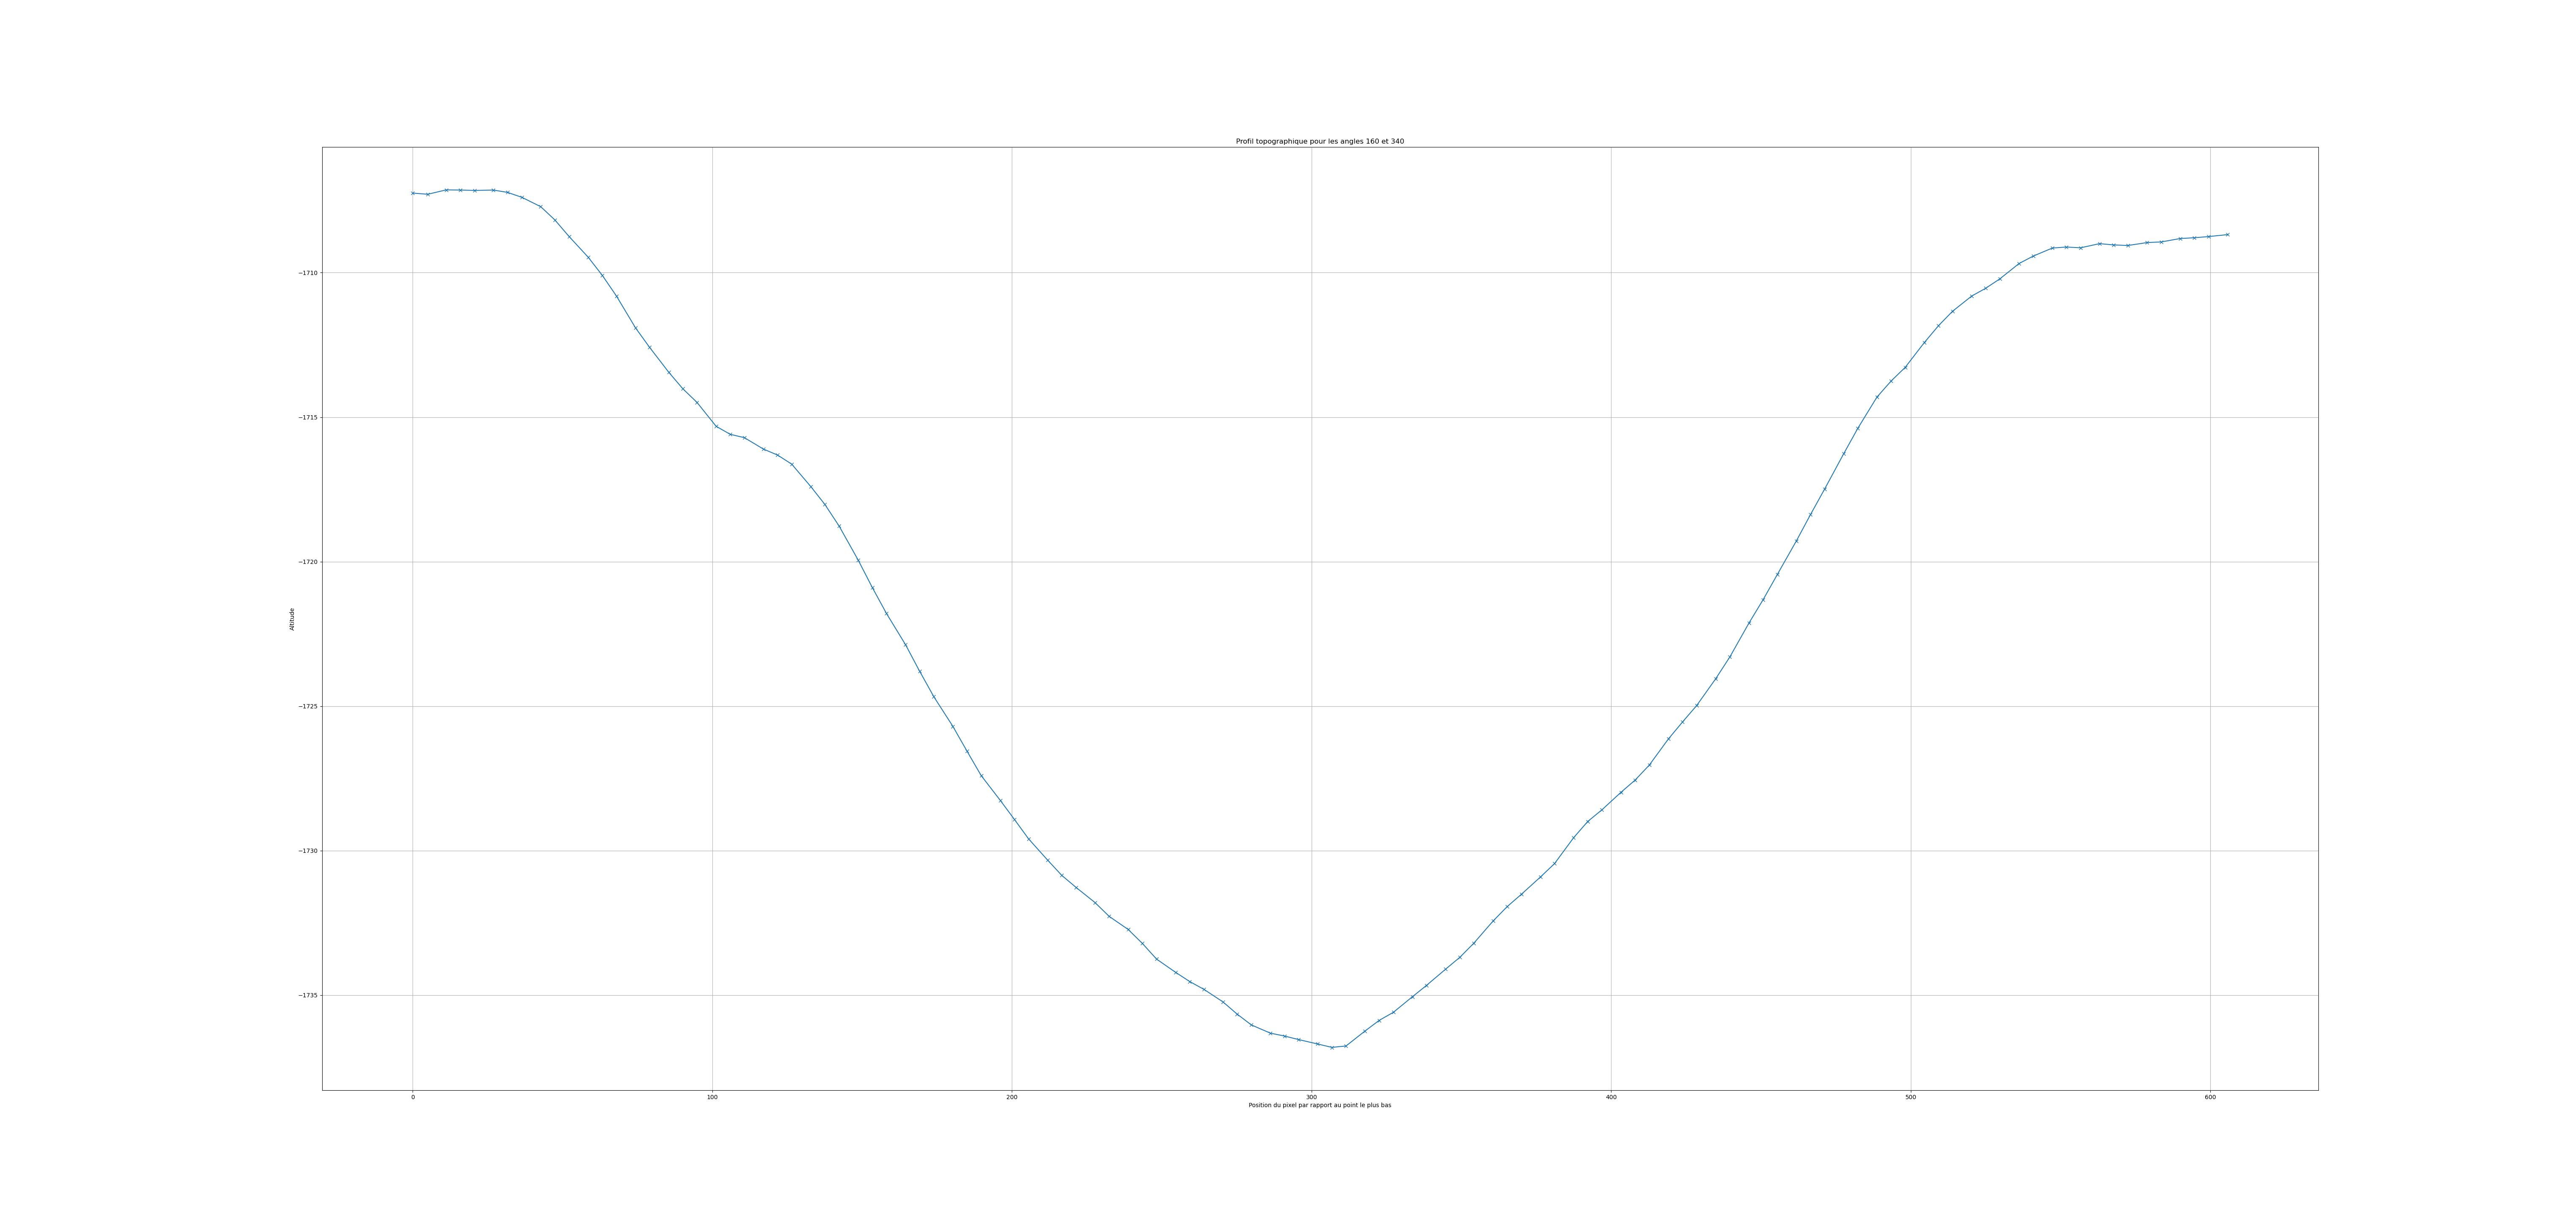 Profil topographique pour les angles 160 et 340
−1710
−1715
−1720
−1725
−1730
−1735
Altitude
0 100 200 300 400 500 600
Position du pixel par rapport au point le plus bas